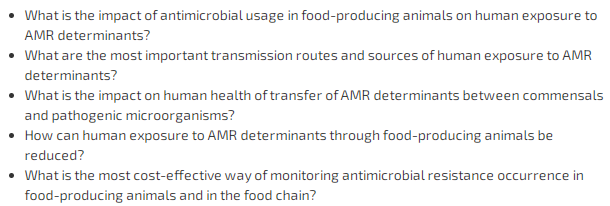 • What is the impact of antimicrobial usage in food-producing animals on human exposure to
AMR determinants?
• What are the most important transmission routes and sources of human exposure to AMR
determinants?
• What is the impact on human health of transfer of AMR determinants between commensals
and pathogenic microorganisms?
• How can human exposure to AMR determinants through food-producing animals be
reduced?
• What is the most cost-effective way of monitoring antimicrobial resistance occurrence in
food-producing animals and in the food chain?